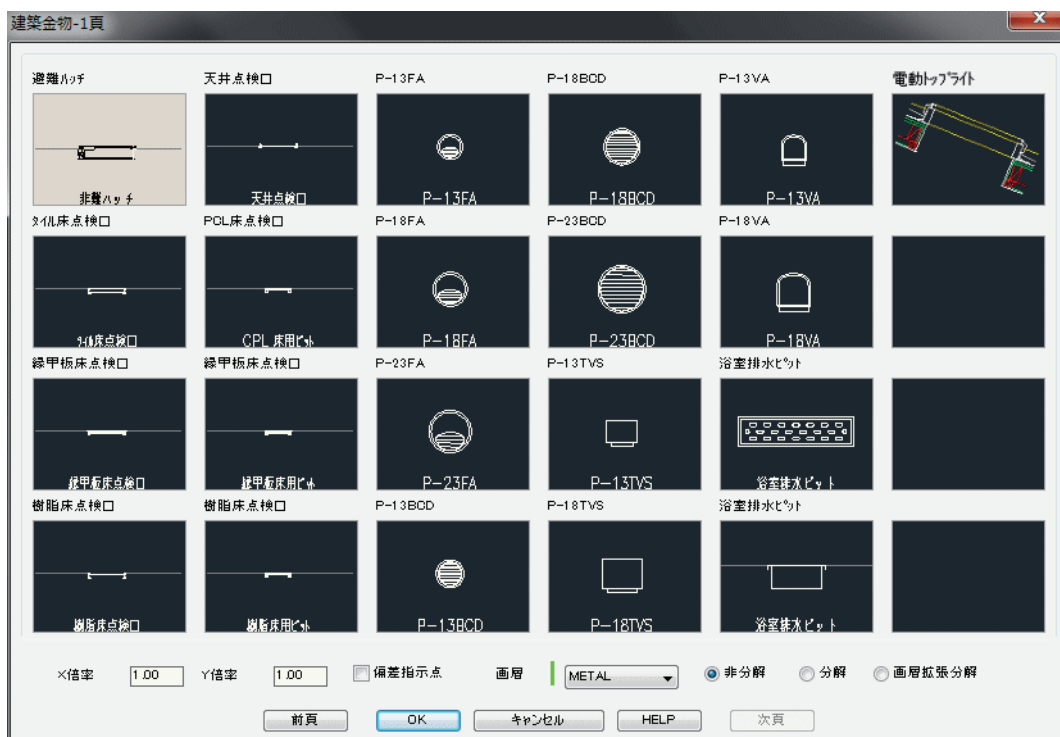 建築金物-1頁
避難ﾊｯﾁ 天井点検口 P-13FA P-18BCD P-13VA 電動ﾄｯﾌﾟﾗｲﾄ
非難ハッチ 天井点検口 P-13FA P-18BCD P-13VA
ﾀｲﾙ床点検口 PCL床点検口 P-18FA P-23BCD P-18VA
ﾀｲﾙ床点検口 CPL 床用ﾋﾟｯﾄ P-18FA P-23BCD P-18VA
縁甲板床点検口 縁甲板床点検口 P-23FA P-13TVS 浴室排水ﾋﾟｯﾄ
縁甲板床点検口 縁甲板床用ﾋﾟｯﾄ P-23FA P-13TVS 浴室排水ピット
樹脂床点検口 樹脂床点検口 P-13BCD P-18TVS 浴室排水ﾋﾟｯﾄ
樹脂床点検口 樹脂床用ﾋﾟｯﾄ P-13BCD P-18TVS 浴室排水ピット
X倍率 1.00 Y倍率 1.00 偏差指示点 画層 METAL 非分解 分解 画層拡張分解
前頁 OK キャンセル HELP 次頁